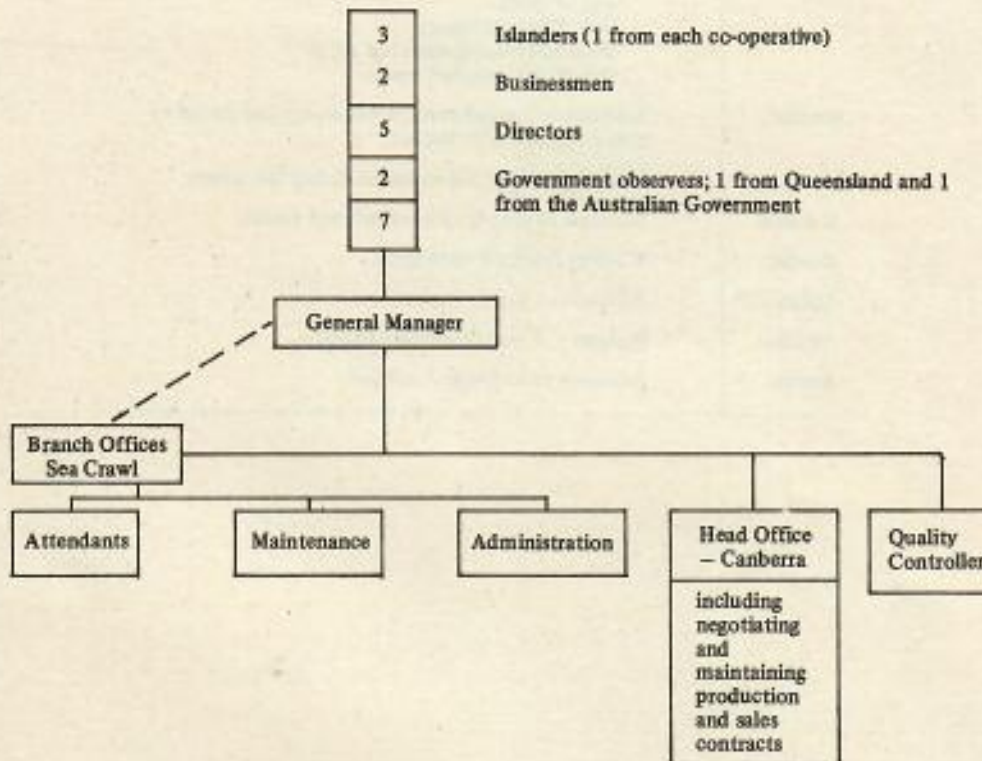 3 Islanders (1 from each co-operative)
2 Businessmen
5 Directors
2 Government observers; 1 from Queensland and 1
from the Australian Government
7
General Manager
Branch Offices
Sea Crawl
Attendants
Maintenance
Administration
Head Office
– Canberra
including
negotiating
and
maintaining
production
and sales
contracts
Quality
Controller